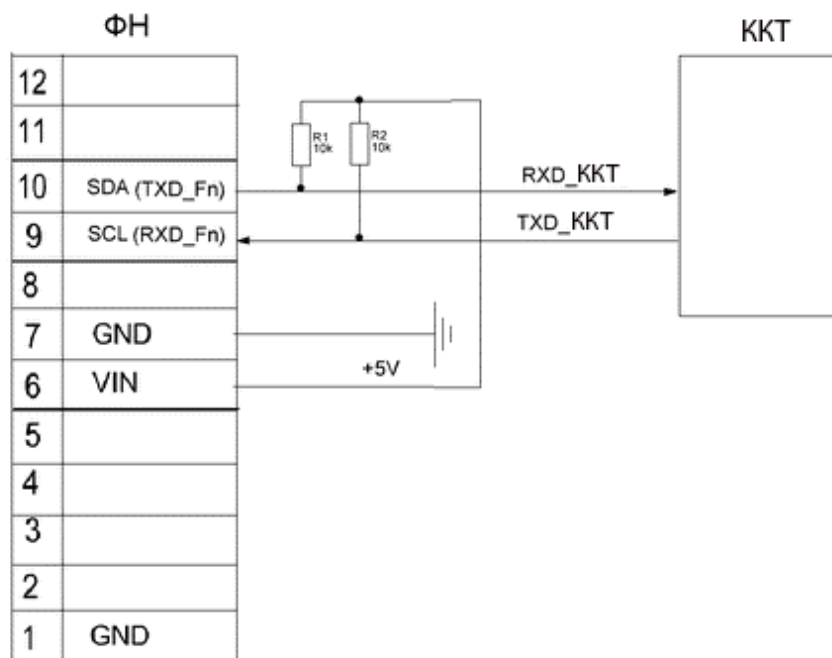 ФН
ККТ
12
11
R1
10k
R2
10k
10 SDA (TXD_Fn)
RXD_KKT
9 SCL (RXD_Fn)
TXD_KKT
8
7 GND
+5V
6 VIN
5
4
3
2
1 GND